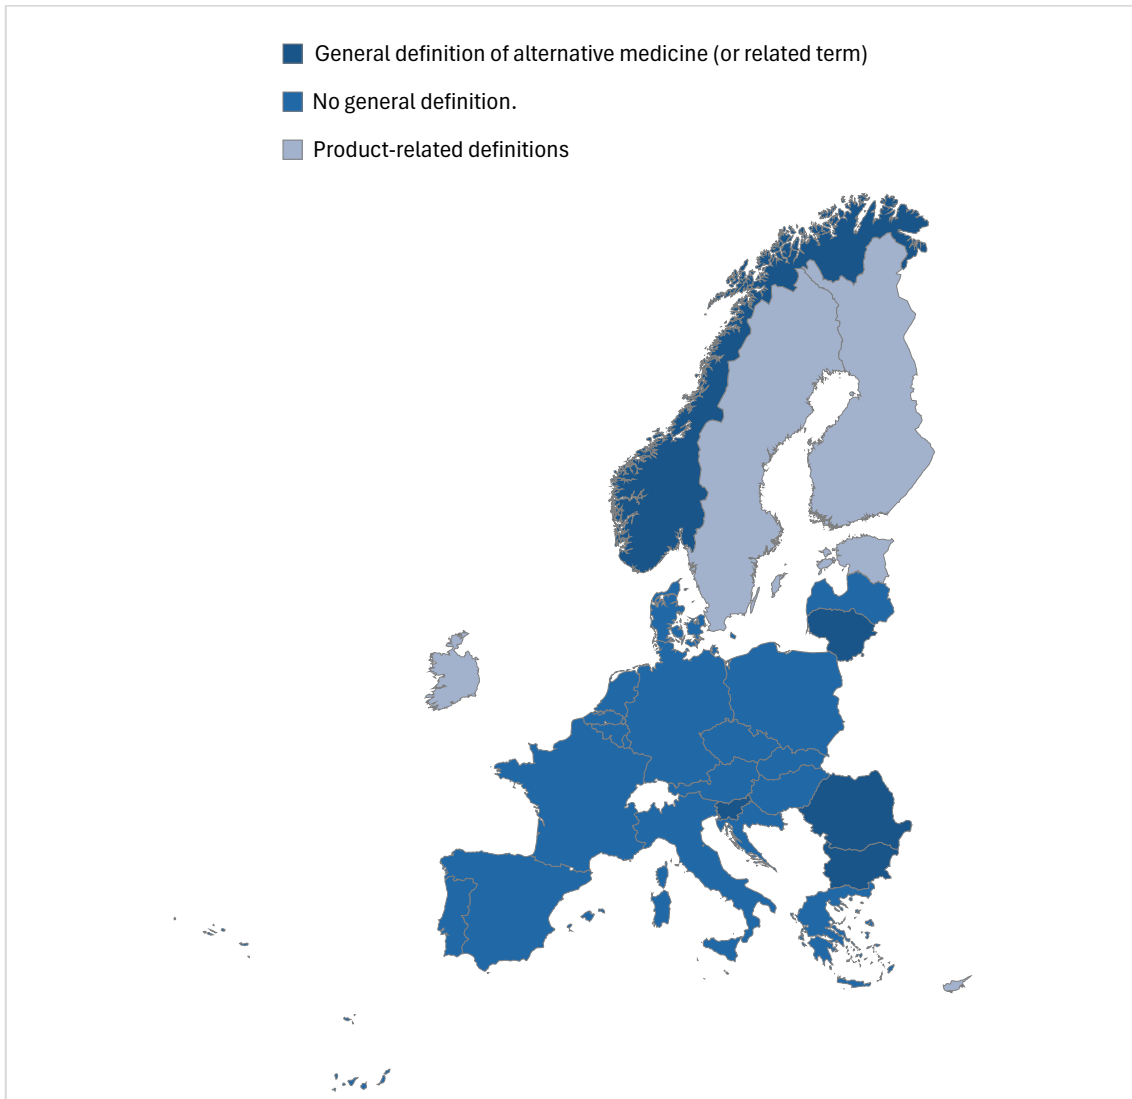 General definition of alternative medicine (or related term)
No general definition.
Product-related definitions